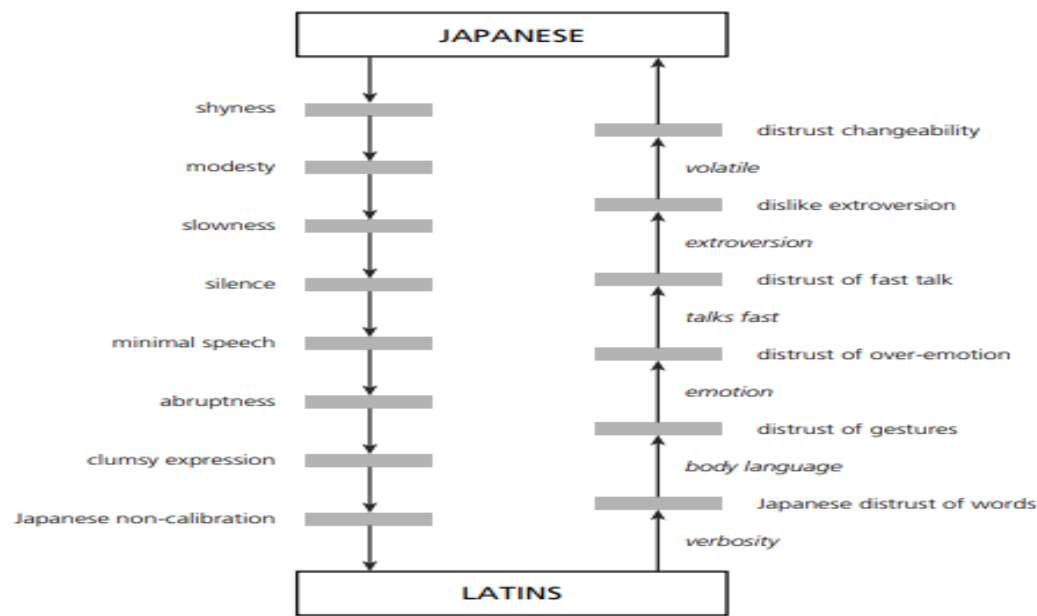 JAPANESE
shyness
modesty
slowness
silence
minimal speech
abruptness
clumsy expression
Japanese non-calibration
distrust changeability
volatile
dislike extroversion
extroversion
distrust of fast talk
talks fast
distrust of over-emotion
emotion
distrust of gestures
body language
Japanese distrust of words
verbosity
LATINS